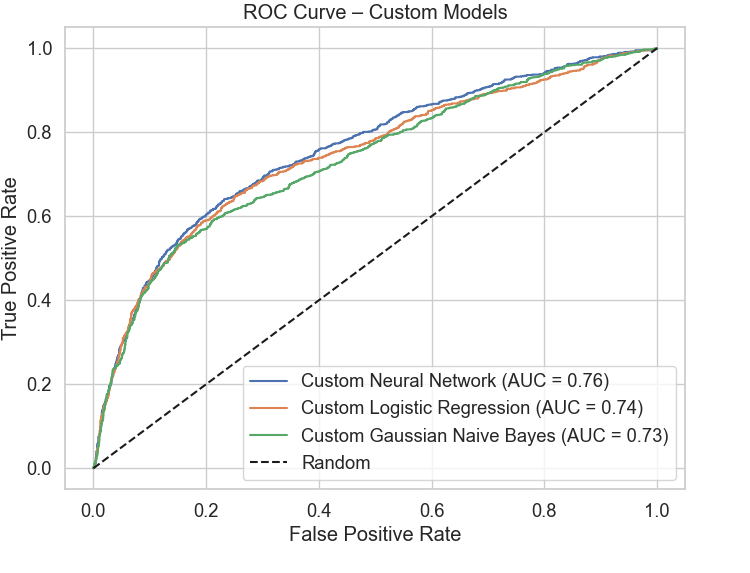 ROC Curve – Custom Models
True Positive Rate
1.0
0.8
0.6
0.4
0.2
0.0
Custom Neural Network (AUC = 0.76)
Custom Logistic Regression (AUC = 0.74)
Custom Gaussian Naive Bayes (AUC = 0.73)
Random
0.0 0.2 0.4 0.6 0.8 1.0
False Positive Rate